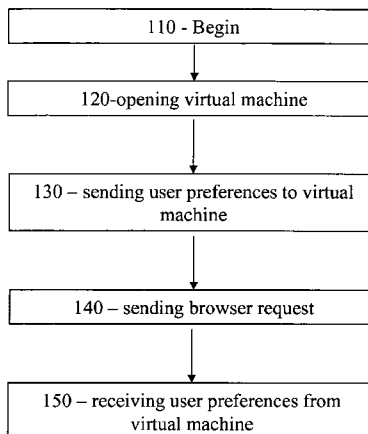 110 - Begin
120-opening virtual machine
130 – sending user preferences to virtual
machine
140 – sending browser request
150 – receiving user preferences from
virtual machine